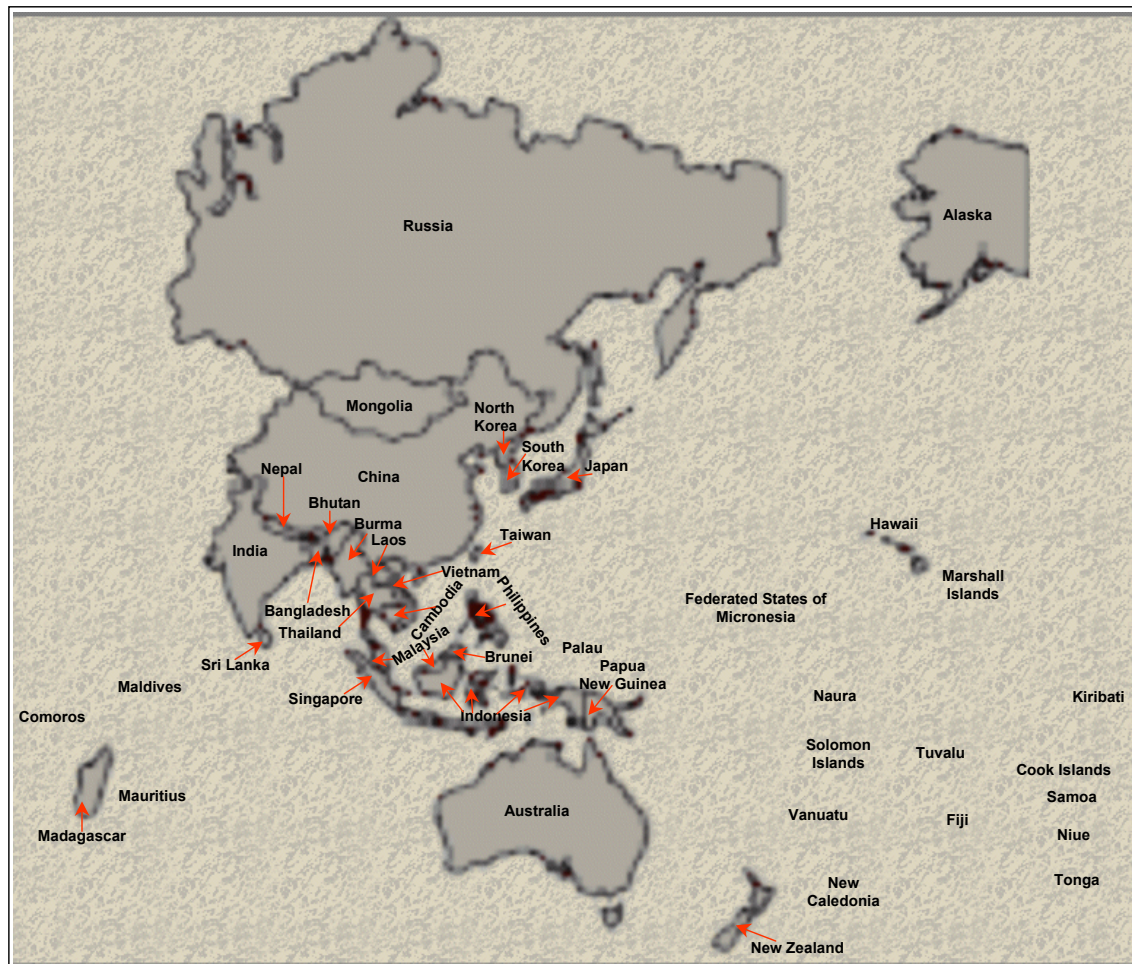 Russia
Alaska
Mongolia
North
Korea
South
Korea
Japan
Nepal
China
Bhutan
Burma
Laos
Taiwan
Hawaii
India
Vietnam
Marshall
Islands
Bangladesh
Thailand
Cambodia
Philippines
Federated States of
Micronesia
Malaysia
Sri Lanka
Brunei
Palau
Papua
New Guinea
Maldives
Singapore
Naura
Kiribati
Comoros
Indonesia
Solomon
Islands
Tuvalu
Cook Islands
Mauritius
Samoa
Australia
Vanuatu
Fiji
Madagascar
Niue
New
Caledonia
Tonga
New Zealand